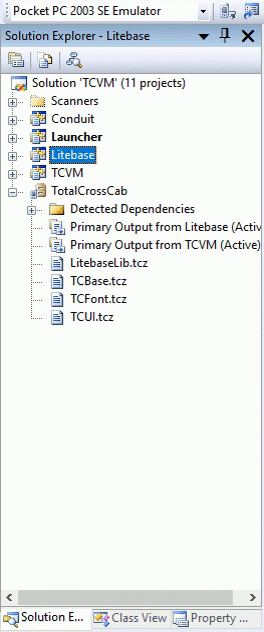 Pocket PC 2003 SE Emulator
Solution Explorer - Litebase
Solution 'TCVM' (11 projects)
Scanners
Conduit
Launcher
Litebase
TCVM
TotalCrossCab
Detected Dependencies
Primary Output from Litebase (Activ
Primary Output from TCVM (Active)
LitebaseLib.tcz
TCBase.tcz
TCFont.tcz
TCUI.tcz
Solution E... Class View Property ...